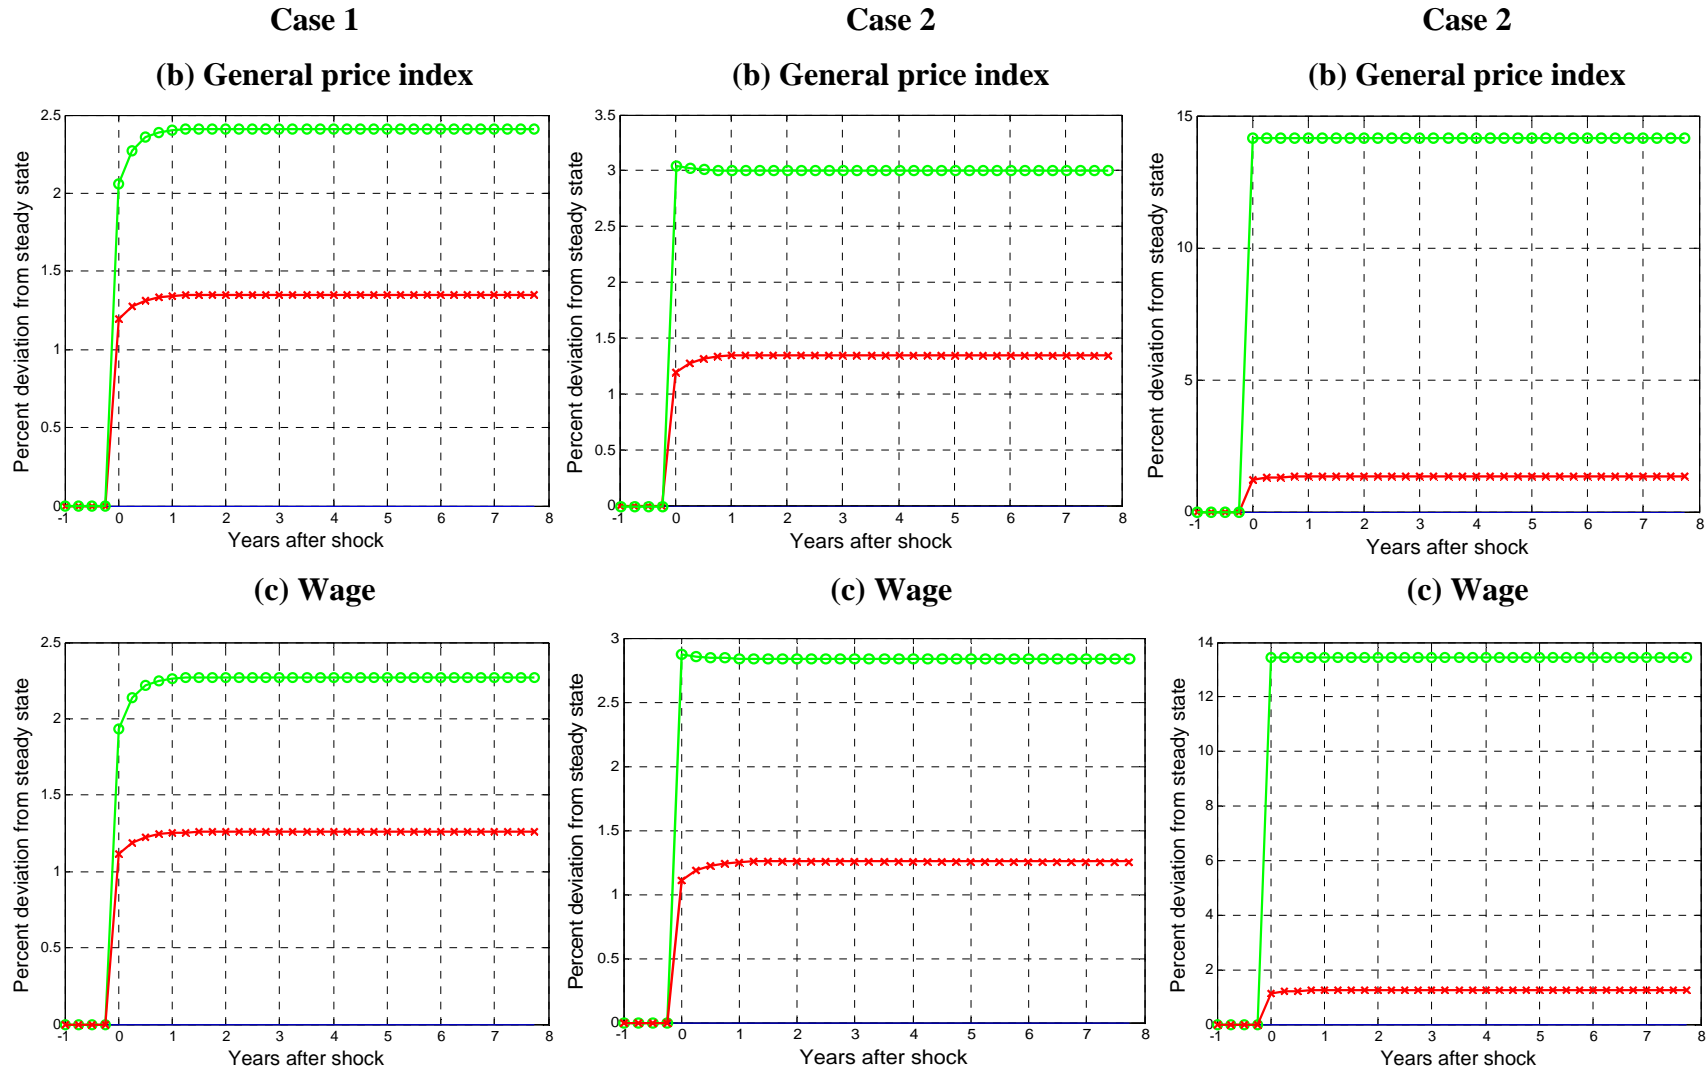 Case 1
Case 2
Case 2
(b) General price index
(b) General price index
(b) General price index
Percent deviation from steady state
2.5
2
1.5
1
0.5
0
-1 0 1 2 3 4 5 6 7 8
Years after shock
Percent deviation from steady state
3.5
3
2.5
2
1.5
1
0.5
0
-1 0 1 2 3 4 5 6 7 8
Years after shock
Percent deviation from steady state
15
10
5
0
-1 0 1 2 3 4 5 6 7 8
Years after shock
(c) Wage
(c) Wage
(c) Wage
Percent deviation from steady state
2.5
2
1.5
1
0.5
0
-1 0 1 2 3 4 5 6 7 8
Years after shock
Percent deviation from steady state
3
2.5
2
1.5
1
0.5
0
-1 0 1 2 3 4 5 6 7 8
Years after shock
Percent deviation from steady state
14
12
10
8
6
4
2
0
-1 0 1 2 3 4 5 6 7 8
Years after shock